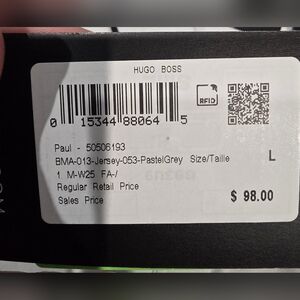 HUGO BOSS
RFID
0 15344 88064 5
Paul - 50506193
BMA-013-Jersey-053-PastelGrey Size/Taille L
1. M-W25 FA-/
Regular Retail Price
Sales Price $ 98.00